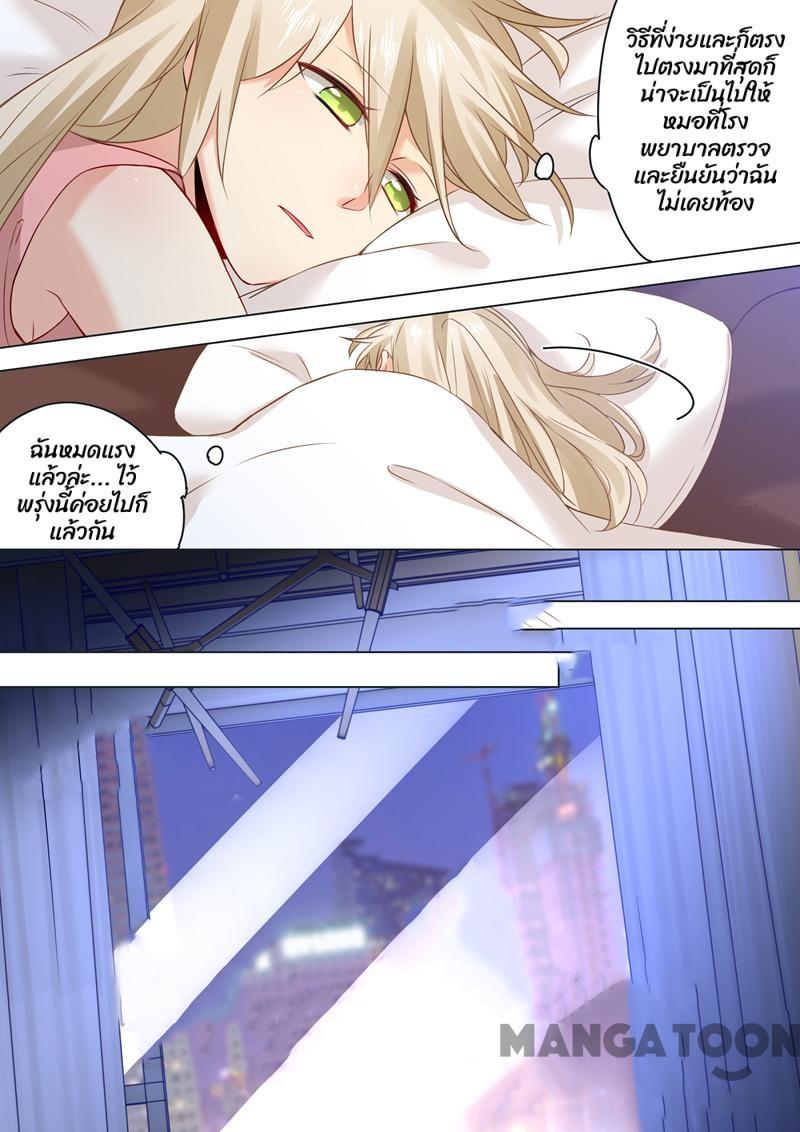 วิธีที่ง่ายและก็ตรง
ไปตรงมาที่สุดก็
น่าจะเป็นไปให้
หมอที่โรง
พยาบาลตรวจ
และยืนยันว่าฉัน
ไม่เคยท้อง
ฉันหมดแรง
แล้วล่ะ... ไว้
พรุ่งนี้ค่อยไปก็
แล้วกัน
MANGATOON